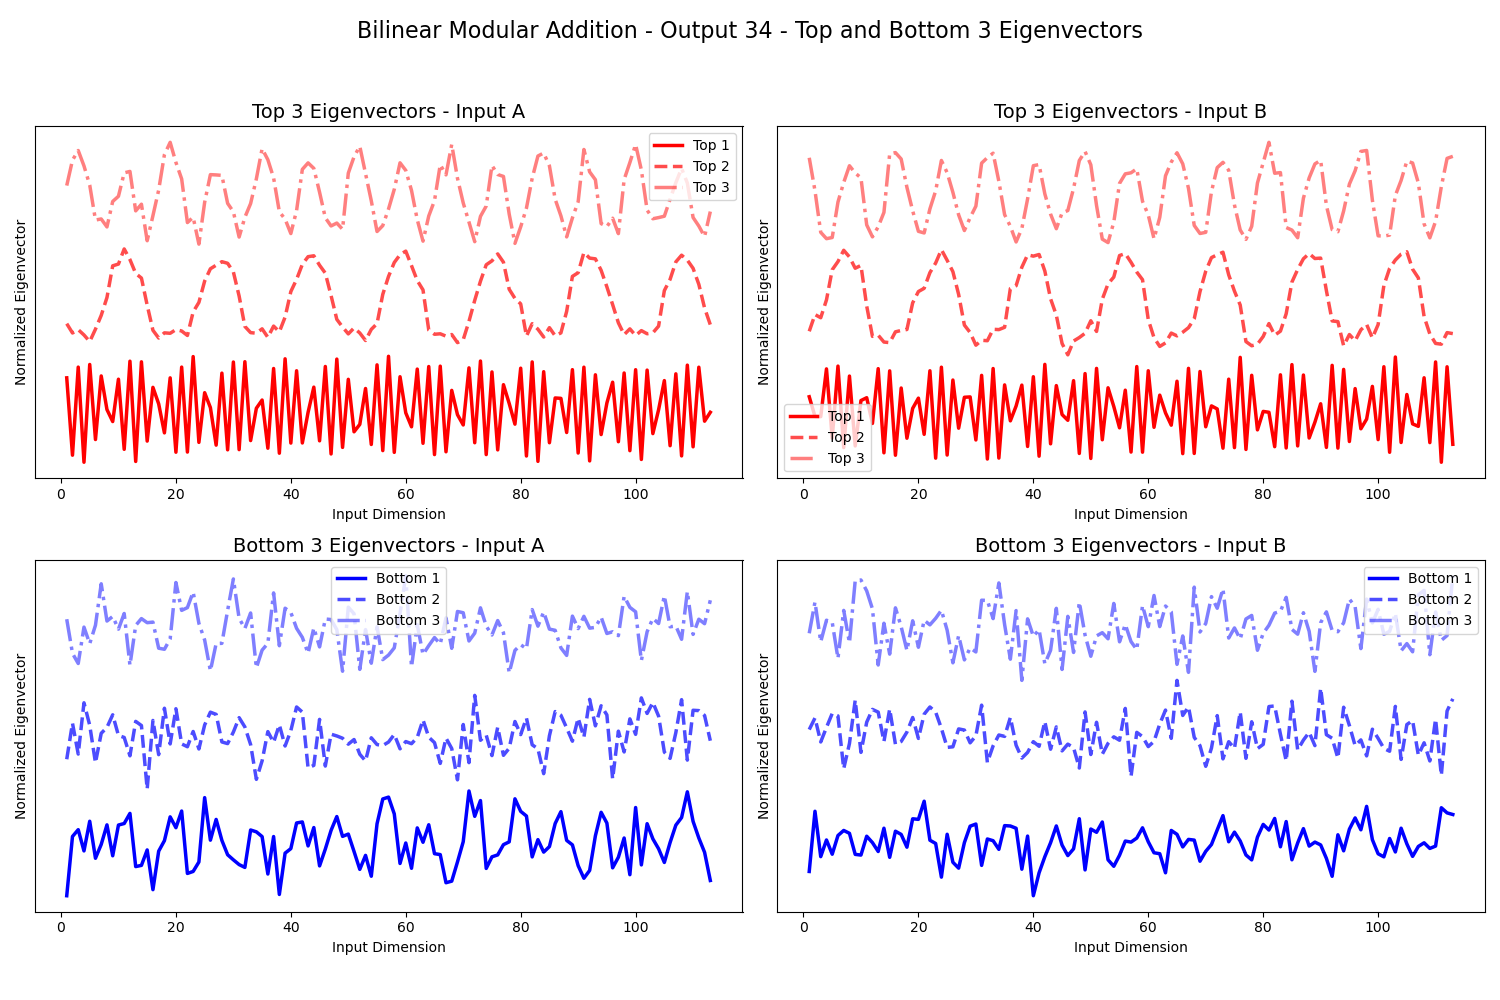 Bilinear Modular Addition - Output 34 - Top and Bottom 3 Eigenvectors
Top 3 Eigenvectors - Input A
Normalized Eigenvector
Top 1
Top 2
Top 3
0 20 40 60 80 100
Input Dimension
Top 3 Eigenvectors - Input B
Normalized Eigenvector
Top 1
Top 2
Top 3
0 20 40 60 80 100
Input Dimension
Bottom 3 Eigenvectors - Input A
Normalized Eigenvector
Bottom 1
Bottom 2
Bottom 3
0 20 40 60 80 100
Input Dimension
Bottom 3 Eigenvectors - Input B
Normalized Eigenvector
Bottom 1
Bottom 2
Bottom 3
0 20 40 60 80 100
Input Dimension